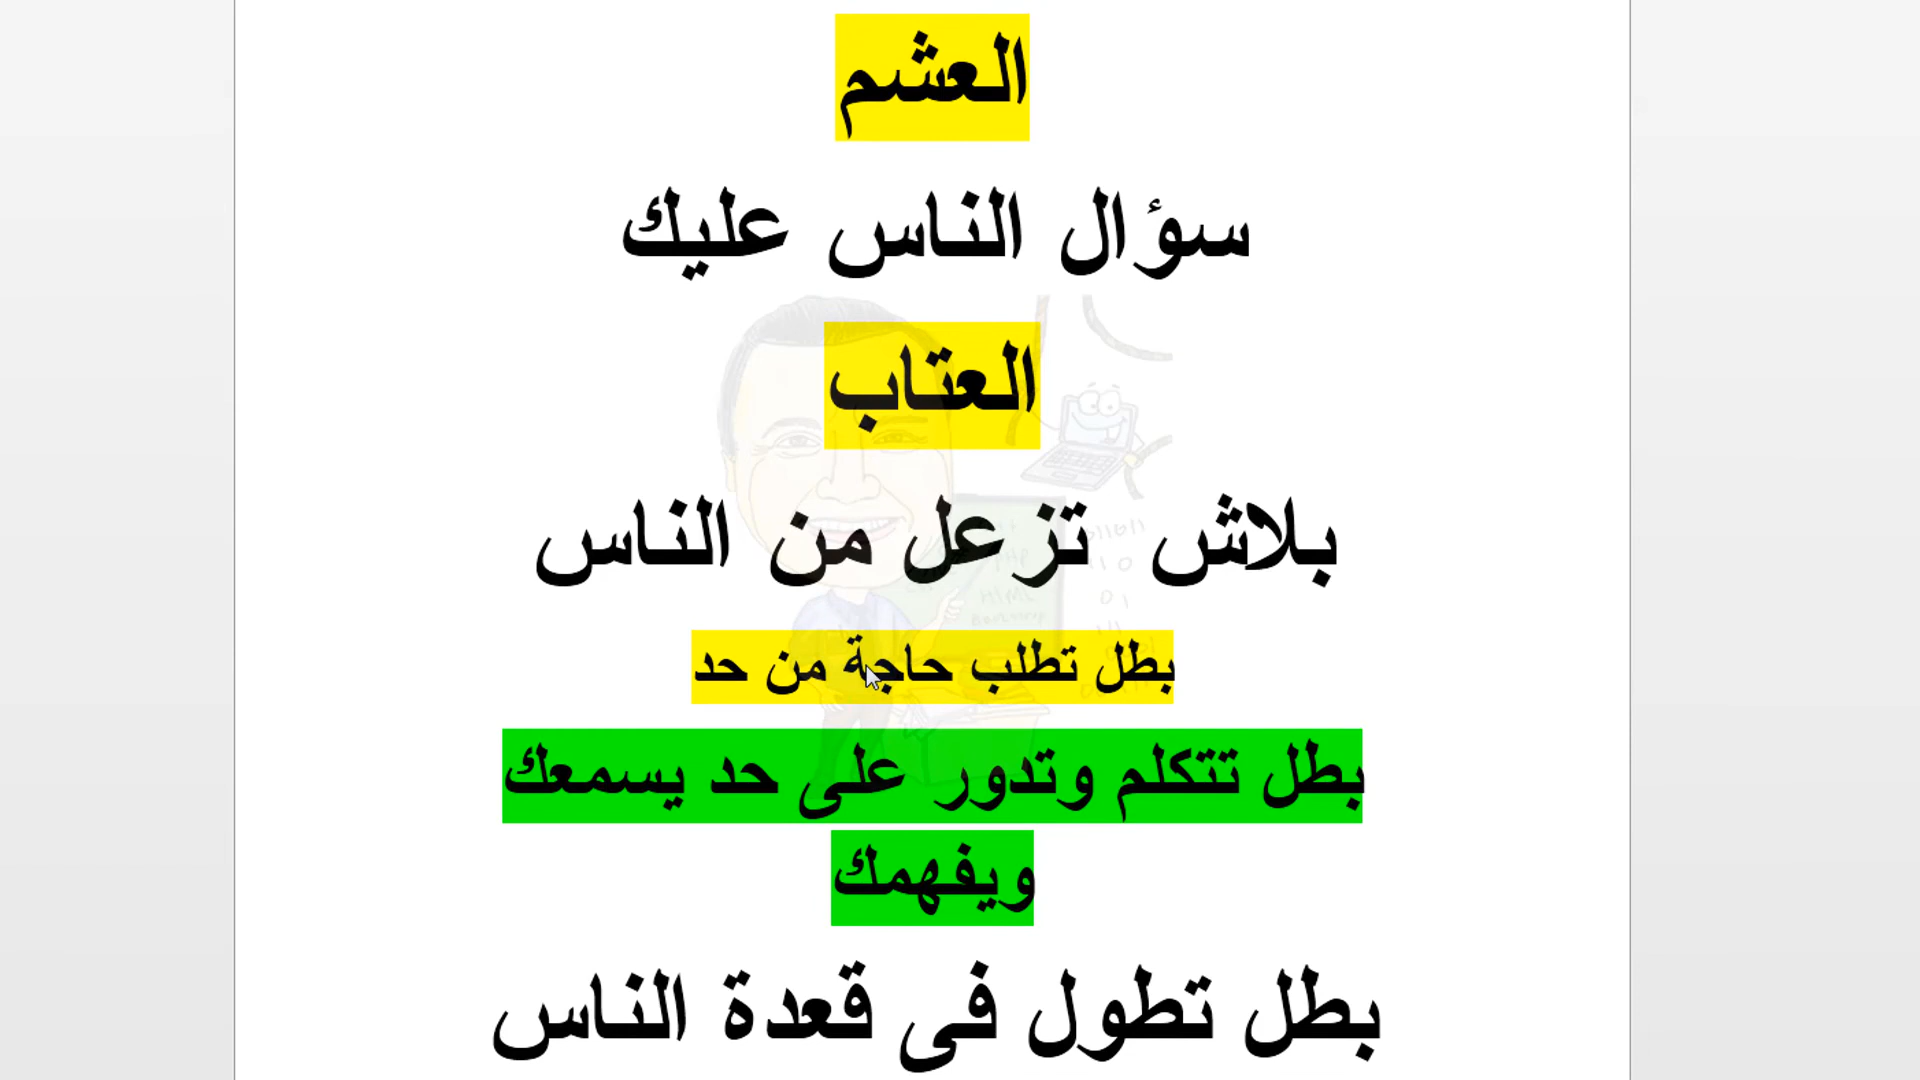 العشم
سؤال الناس عليك
العتاب
بلاش تزعل من الناس
بطل تطلب حاجة من حد
بطل تتكلم وتدور على حد يسمعك
ويفهمك
بطل تطول فى قعدة الناس